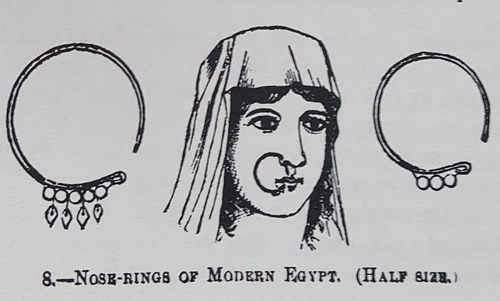 8.—NOSE-RINGS OF MODERN EGYPT. (HALF SIZE.)